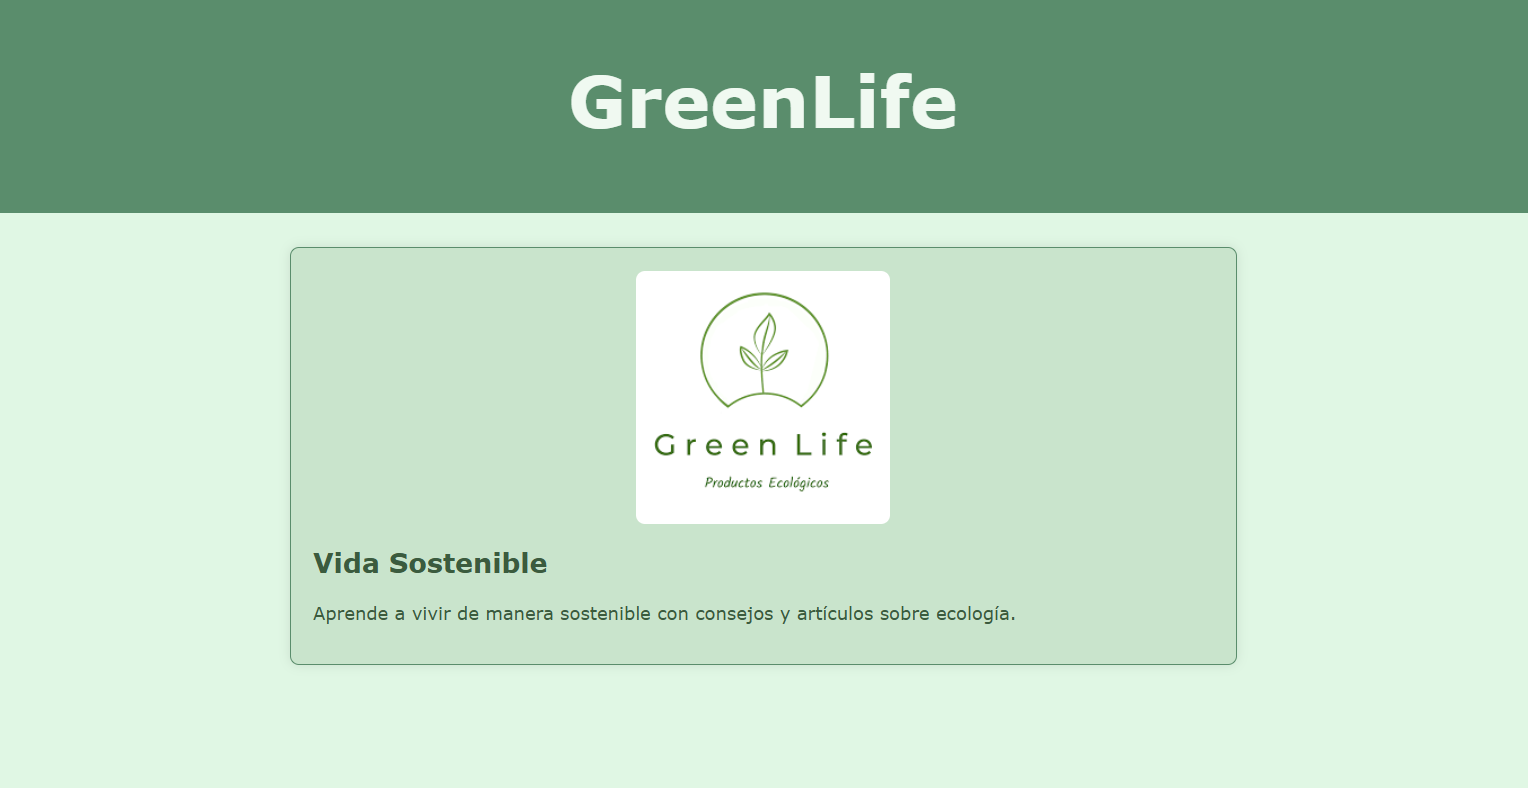 GreenLife
Green Life
Productos Ecológicos
Vida Sostenible
Aprende a vivir de manera sostenible con consejos y artículos sobre ecología.